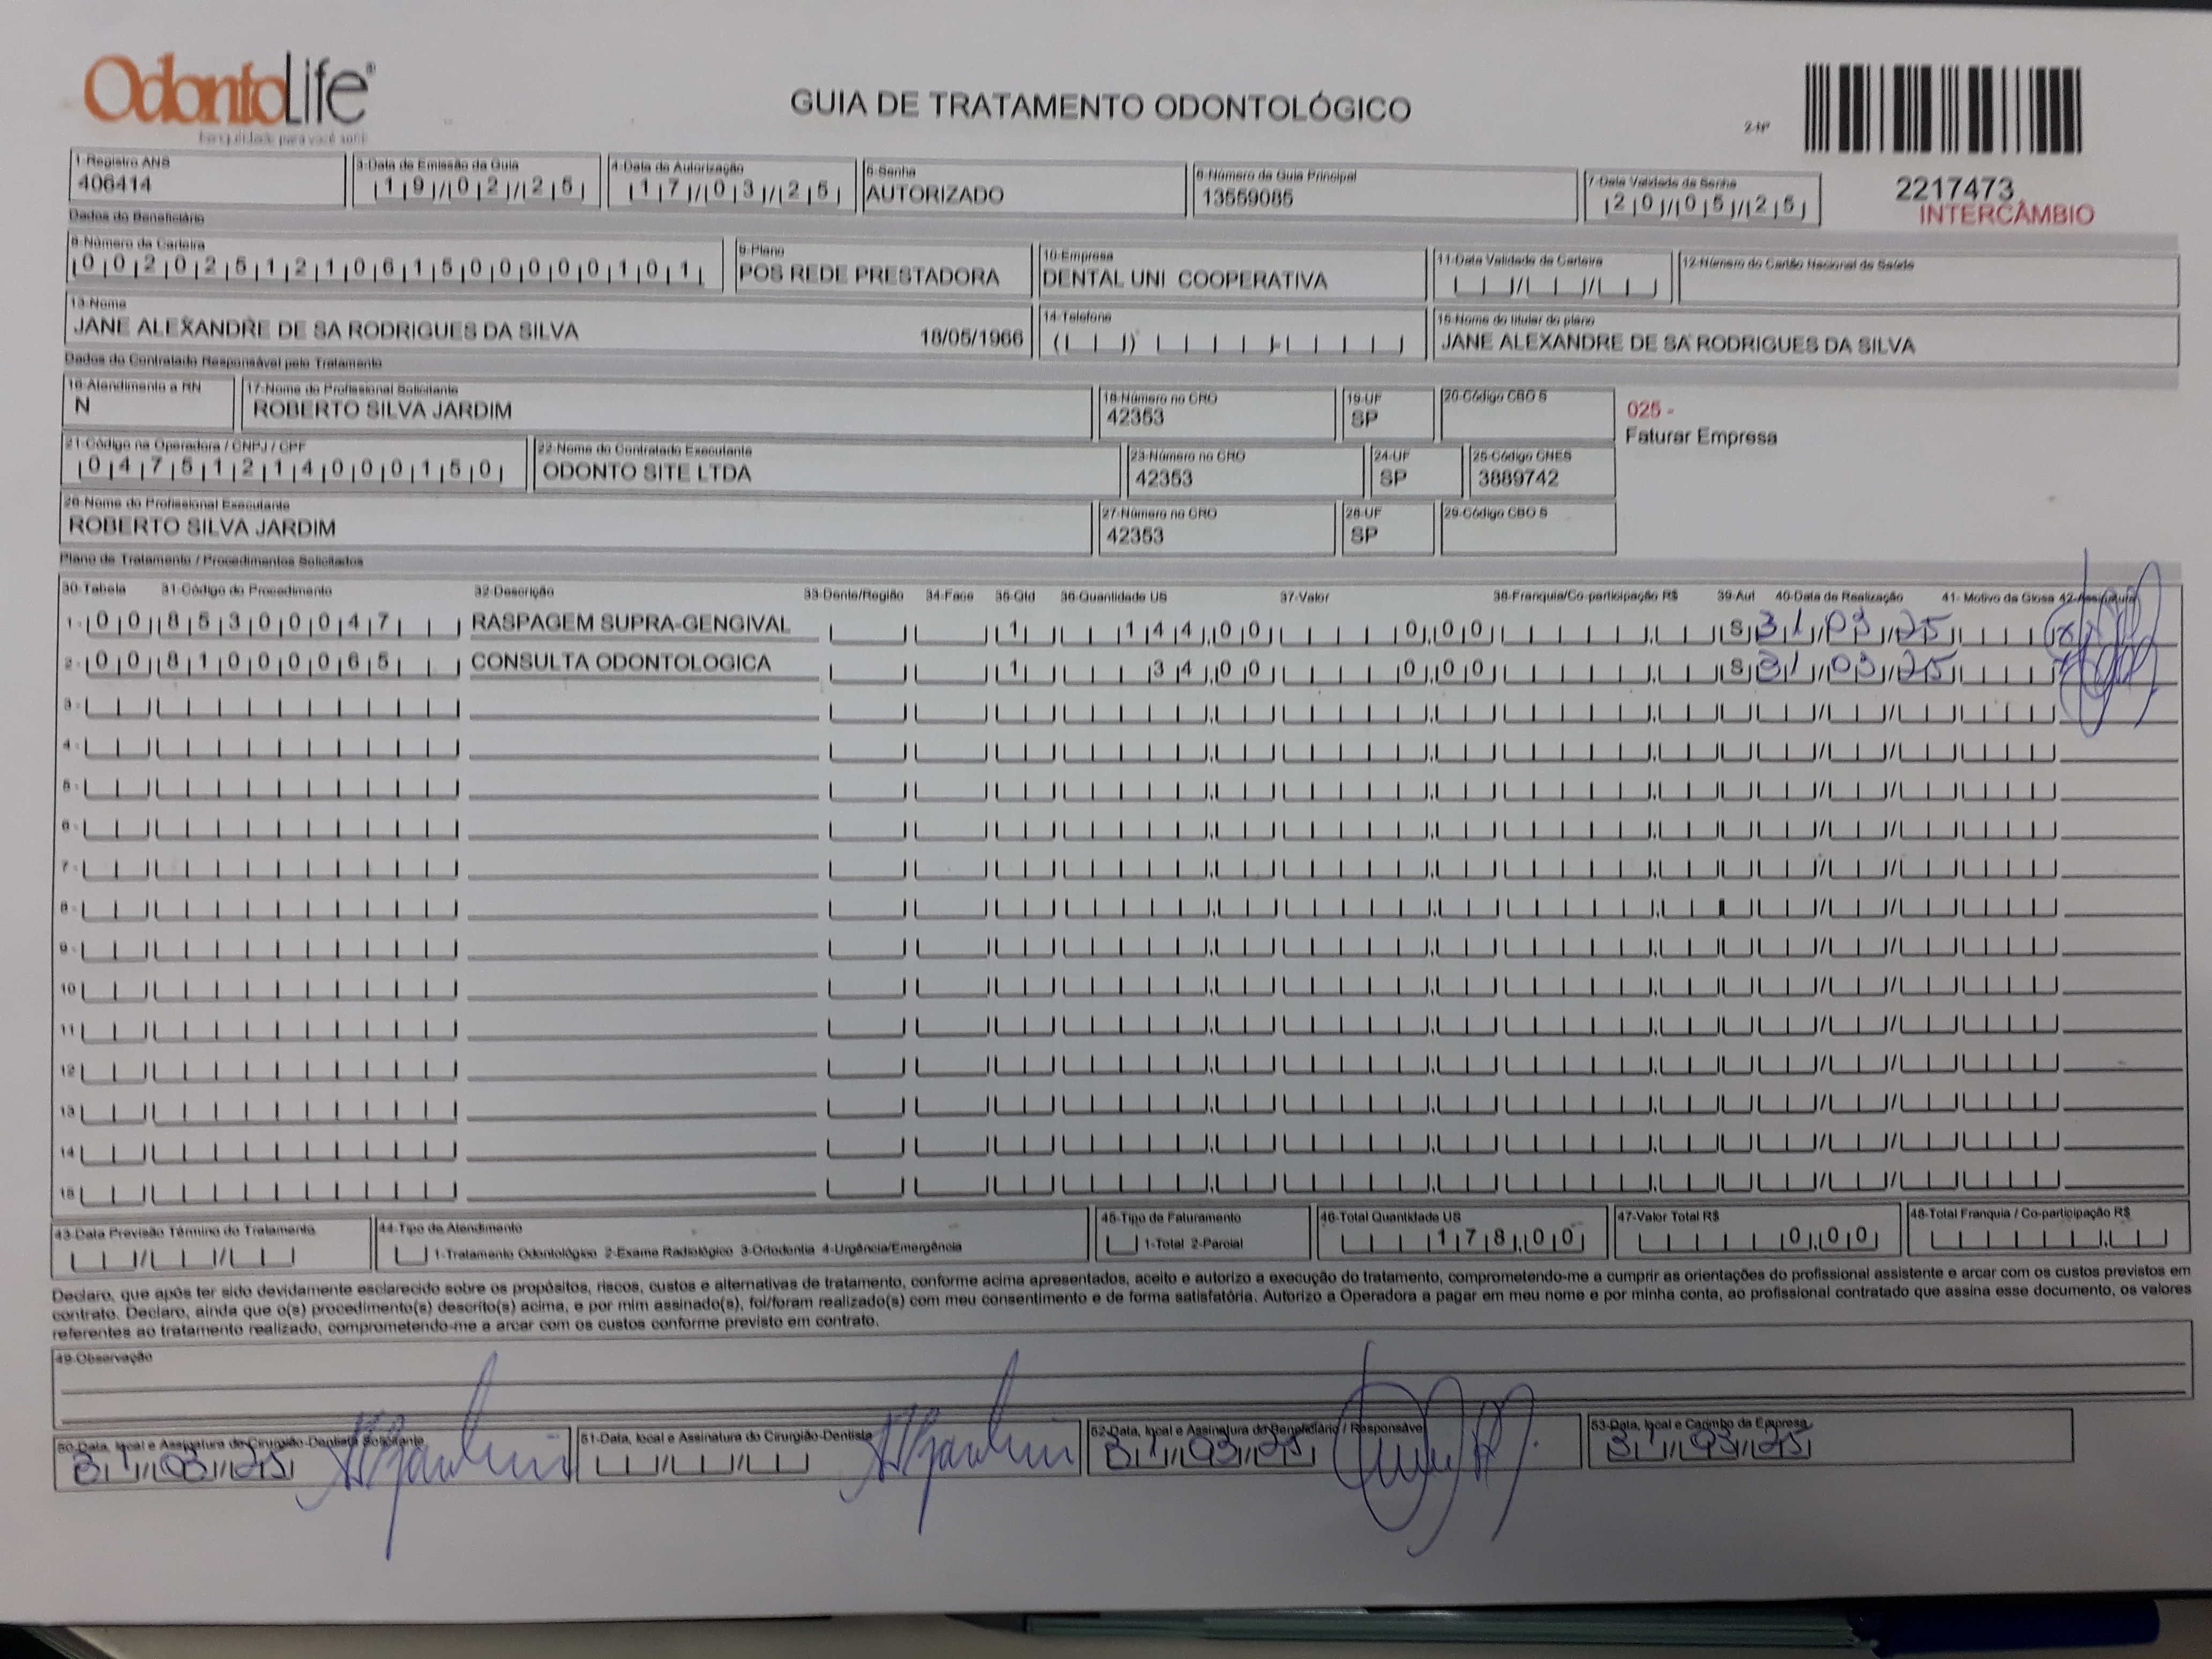 OdontoLife®
GUIA DE TRATAMENTO ODONTOLÓGICO
2-Nº
2217473
INTERCÂMBIO
1-Registro ANS
406414
3-Data de Emissão da Guia
19/02/25
4-Data de Autorização
17/03/25
5-Senha
AUTORIZADO
6-Número da Guia Principal
13559085
7-Data Validade da Senha
20/05/25
Dados do Beneficiário
8-Número da Carteira
0020251210615000000101
9-Plano
POS REDE PRESTADORA
10-Empresa
DENTAL UNI COOPERATIVA
11-Data Validade da Carteira
12-Número do Cartão Nacional de Saúde
13-Nome
JANE ALEXANDRE DE SA RODRIGUES DA SILVA 18/05/1966
14-Telefone
15-Nome do titular do plano
JANE ALEXANDRE DE SA RODRIGUES DA SILVA
Dados do Contratado Responsável pelo Tratamento
16-Atendimento a RN
N
17-Nome do Profissional Solicitante
ROBERTO SILVA JARDIM
18-Número no CRO
42353
19-UF
SP
20-Código CBO S
025 -
Faturar Empresa
21-Código na Operadora / CNPJ / CPF
04751214000150
22-Nome do Contratado Executante
ODONTO SITE LTDA
23-Número no CRO
42353
24-UF
SP
25-Código CNES
3889742
26-Nome do Profissional Executante
ROBERTO SILVA JARDIM
27-Número no CRO
42353
28-UF
SP
29-Código CBO S
Plano de Tratamento / Procedimentos Solicitados
30-Tabela 31-Código do Procedimento 32-Descrição 33-Dente/Região 34-Face 35-Qtd 36-Quantidade US 37-Valor 38-Franquia/Co-participação R$ 39-Aut 40-Data de Realização 41- Motivo da Glosa 42-Assinatura
1- 00 85300047 RASPAGEM SUPRA-GENGIVAL 1 144,00 0,00 S 31/03/25
2- 00 81000065 CONSULTA ODONTOLOGICA 1 34,00 0,00 S 31/03/25
3-
4-
5-
6-
7-
8-
9-
10
11
12
13
14
15
43-Data Previsão Término do Tratamento
44-Tipo de Atendimento
1-Tratamento Odontológico 2-Exame Radiológico 3-Ortodontia 4-Urgência/Emergência
45-Tipo de Faturamento
1-Total 2-Parcial
46-Total Quantidade US
178,00
47-Valor Total R$
0,00
48-Total Franquia / Co-participação R$
Declaro, que após ter sido devidamente esclarecido sobre os propósitos, riscos, custos e alternativas de tratamento, conforme acima apresentados, aceito e autorizo a execução do tratamento, comprometendo-me a cumprir as orientações do profissional assistente e arcar com os custos previstos em
contrato. Declaro, ainda que o(s) procedimento(s) descrito(s) acima, e por mim assinado(s), foi/foram realizado(s) com meu consentimento e de forma satisfatória. Autorizo a Operadora a pagar em meu nome e por minha conta, ao profissional contratado que assina esse documento, os valores
referentes ao tratamento realizado, comprometendo-me a arcar com os custos conforme previsto em contrato.
49-Observação
50-Data, local e Assinatura do Cirurgião-Dentista Solicitante
31/03/25
51-Data, local e Assinatura do Cirurgião-Dentista
52-Data, local e Assinatura do Beneficiário / Responsável
31/03/25
53-Data, local e Carimbo da Empresa
31/03/25